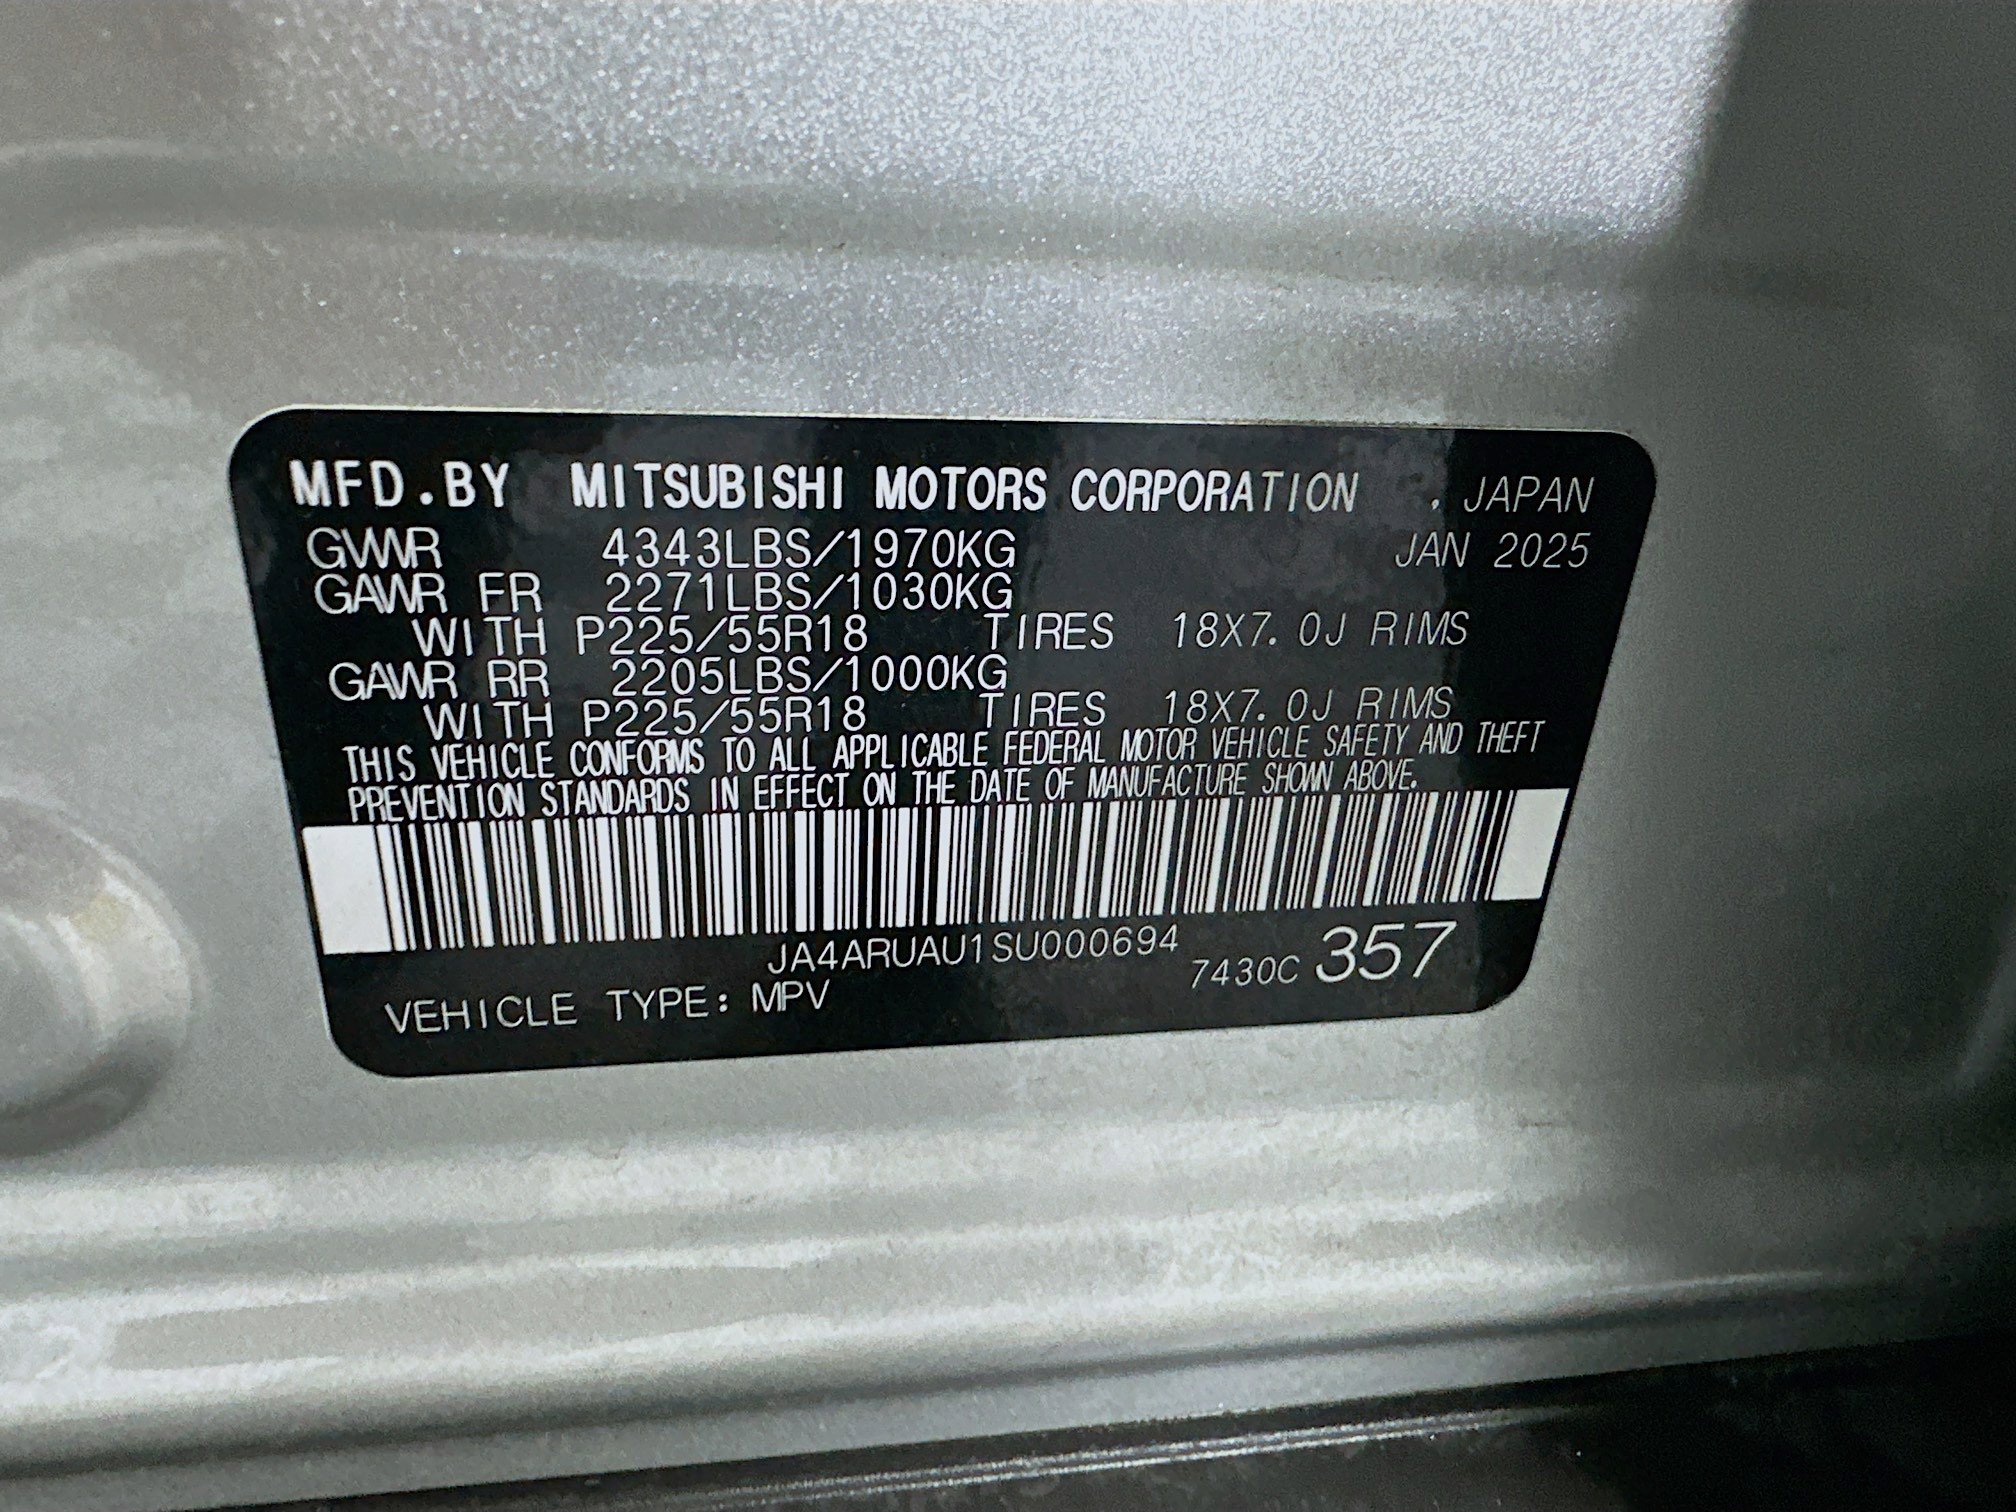 MFD.BY MITSUBISHI MOTORS CORPORATION , JAPAN
GVWR 4343LBS/1970KG JAN 2025
GAWR FR 2271LBS/1030KG
WITH P225/55R18 TIRES 18X7.0J RIMS
GAWR RR 2205LBS/1000KG
WITH P225/55R18 TIRES 18X7.0J RIMS
THIS VEHICLE CONFORMS TO ALL APPLICABLE FEDERAL MOTOR VEHICLE SAFETY AND THEFT
PREVENTION STANDARDS IN EFFECT ON THE DATE OF MANUFACTURE SHOWN ABOVE.
JA4ARUAU1SU000694
VEHICLE TYPE: MPV 7430C 357